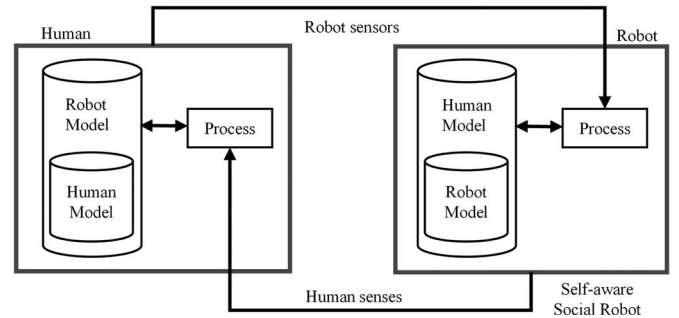 Human
Robot sensors
Robot
Robot
Model
Process
Human
Model
Human
Model
Process
Robot
Model
Human senses
Self-aware
Social Robot